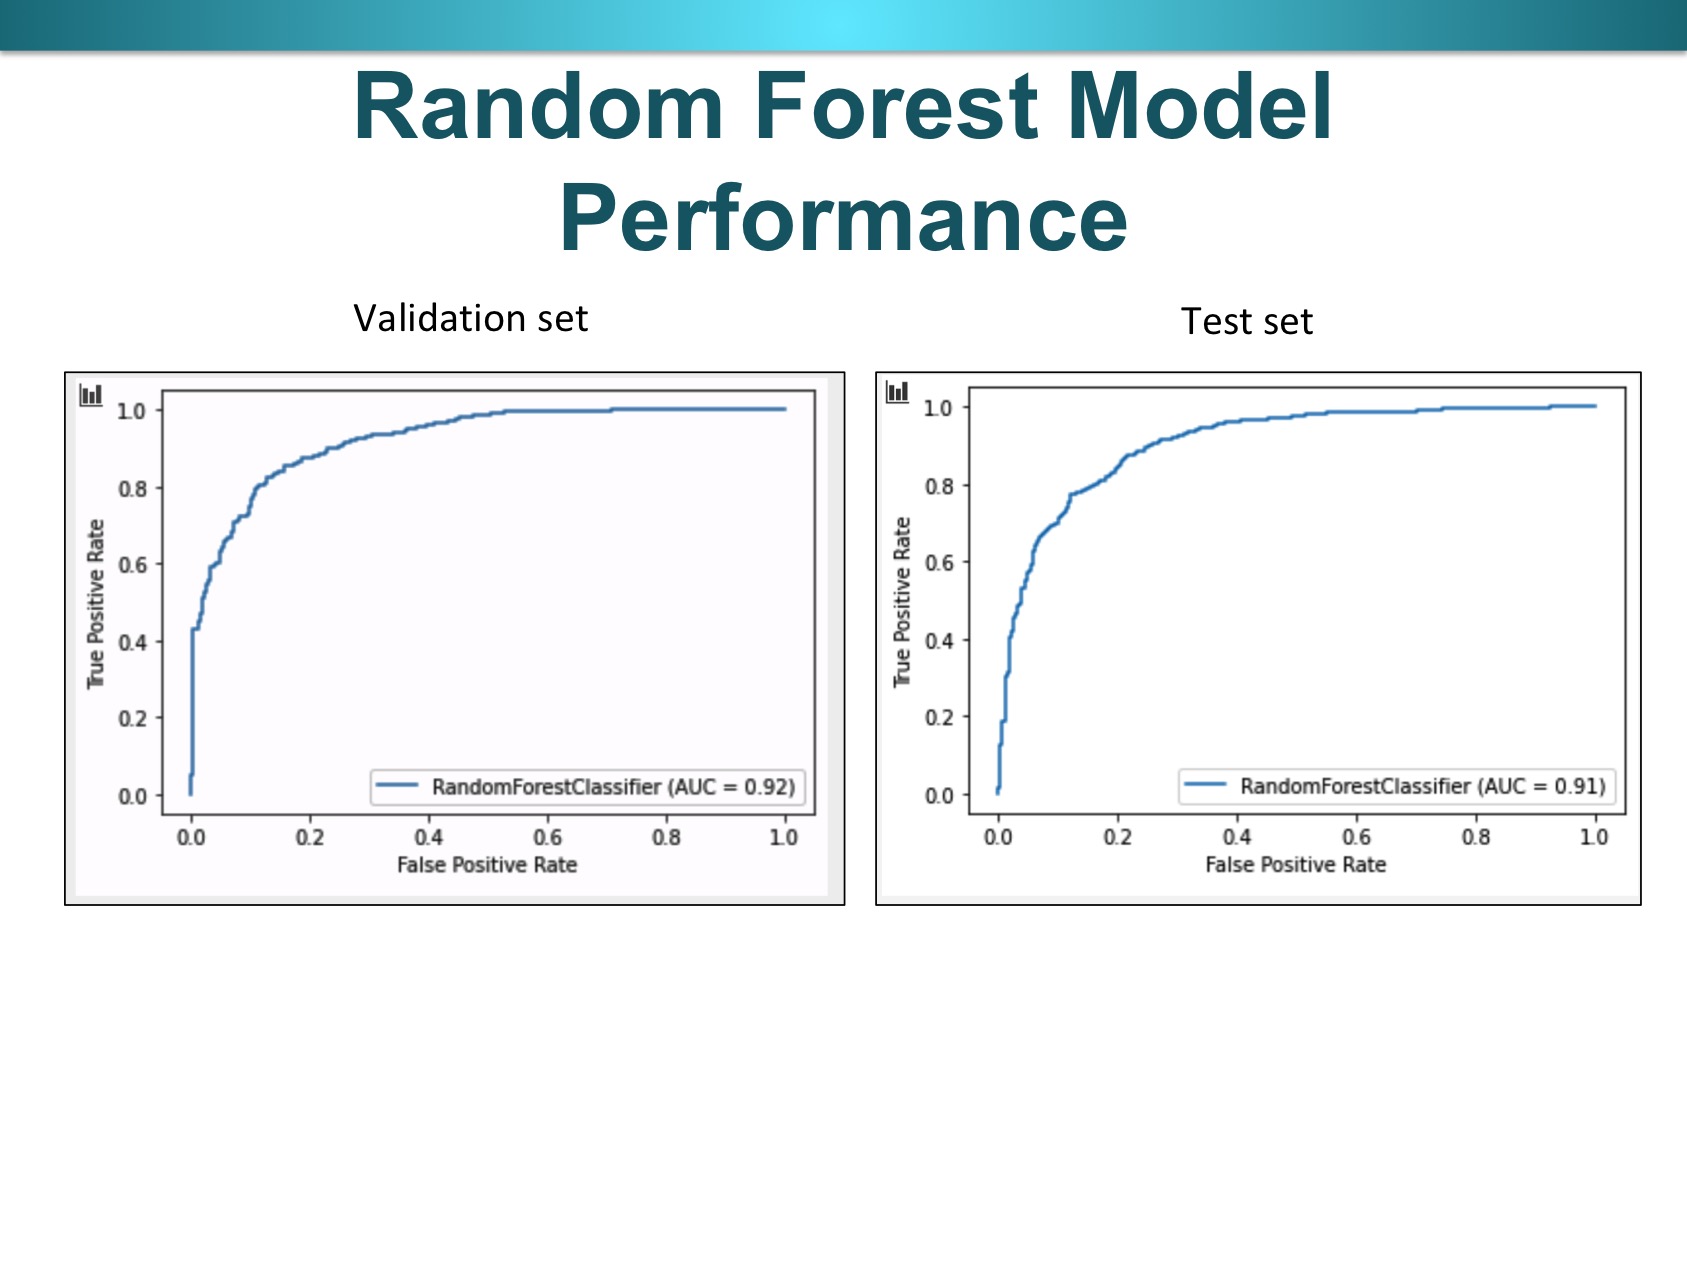 Random Forest Model
Performance
Validation set
Test set
1.0
0.8
0.6
0.4
0.2
0.0
True Positive Rate
RandomForestClassifier (AUC = 0.92)
0.0 0.2 0.4 0.6 0.8 1.0
False Positive Rate
1.0
0.8
0.6
0.4
0.2
0.0
True Positive Rate
RandomForestClassifier (AUC = 0.91)
0.0 0.2 0.4 0.6 0.8 1.0
False Positive Rate